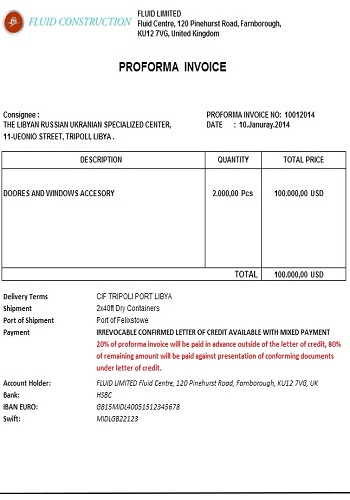 FLUID CONSTRUCTION
FLUID LIMITED
Fluid Centre, 120 Pinehurst Road, Farnborough,
KU12 7VG, United Kingdom
PROFORMA INVOICE
Consignee :
THE LIBYAN RUSSIAN UKRANIAN SPECIALIZED CENTER,
11-UEONIO STREET, TRIPOLI, LIBYA .
PROFORMA INVOICE NO: 10012014
DATE : 10.Januray.2014
DESCRIPTION QUANTITY TOTAL PRICE
DOORES AND WINDOWS ACCESORY 2.000,00 Pcs 100.000,00 USD
TOTAL 100.000,00 USD
Delivery Terms CIF TRIPOLI PORT LIBYA
Shipment 2x40ft Dry Containers
Port of Shipment Port of Felixstowe
Payment IRREVOCABLE CONFIRMED LETTER OF CREDIT AVAILABLE WITH MIXED PAYMENT
20% of proforma invoice will be paid in advance outside of the letter of credit, 80%
of remaining amount will be paid against presentation of conforming documents
under letter of credit.
Account Holder: FLUID LIMITED Fluid Centre, 120 Pinehurst Road, Farnborough, KU12 7VG, UK
Bank: HSBC
IBAN EURO: GB15MIDL40051512345678
Swift: MIDLGB22123